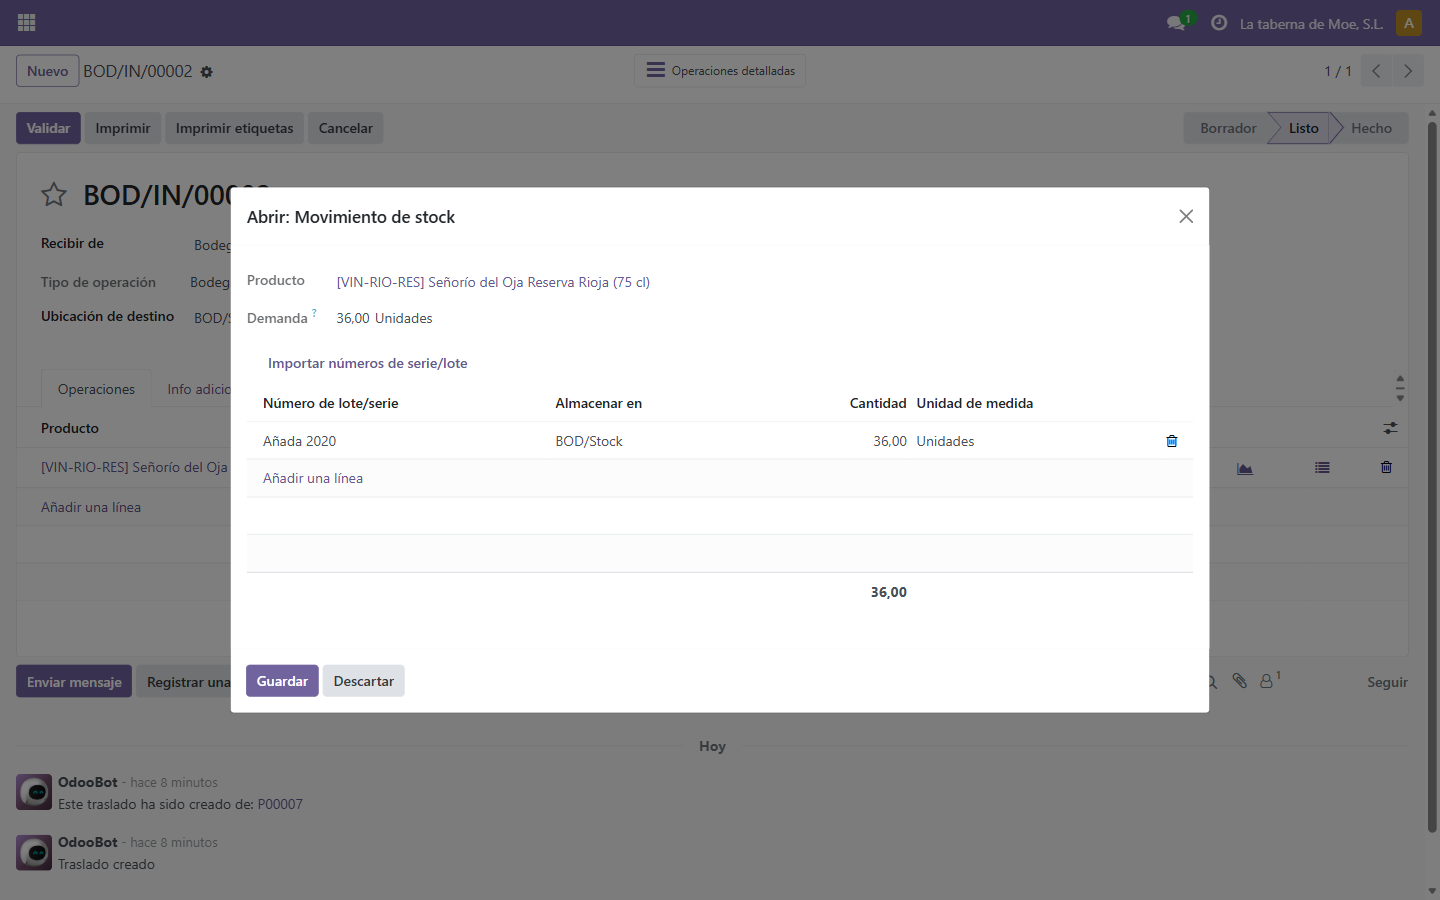 1
La taberna de Moe, S.L.
A
Nuevo
BOD/IN/00002
Operaciones detalladas
1 / 1
Validar
Imprimir
Imprimir etiquetas
Cancelar
Borrador
Listo
Hecho
BOD/IN/00002
Abrir: Movimiento de stock
Recibir de
Tipo de operación
Ubicación de destino
Producto
[VIN-RIO-RES] Señorío del Oja Reserva Rioja (75 cl)
Demanda ?
36,00 Unidades
Importar números de serie/lote
Operaciones
Info adicio
Número de lote/serie
Almacenar en
Cantidad
Unidad de medida
Producto
Añada 2020
BOD/Stock
36,00
Unidades
[VIN-RIO-RES] Señorío del Oja
Añadir una línea
Añadir una línea
36,00
Guardar
Descartar
Enviar mensaje
Registrar una
1
Seguir
Hoy
OdooBot - hace 8 minutos
Este traslado ha sido creado de: P00007
OdooBot - hace 8 minutos
Traslado creado